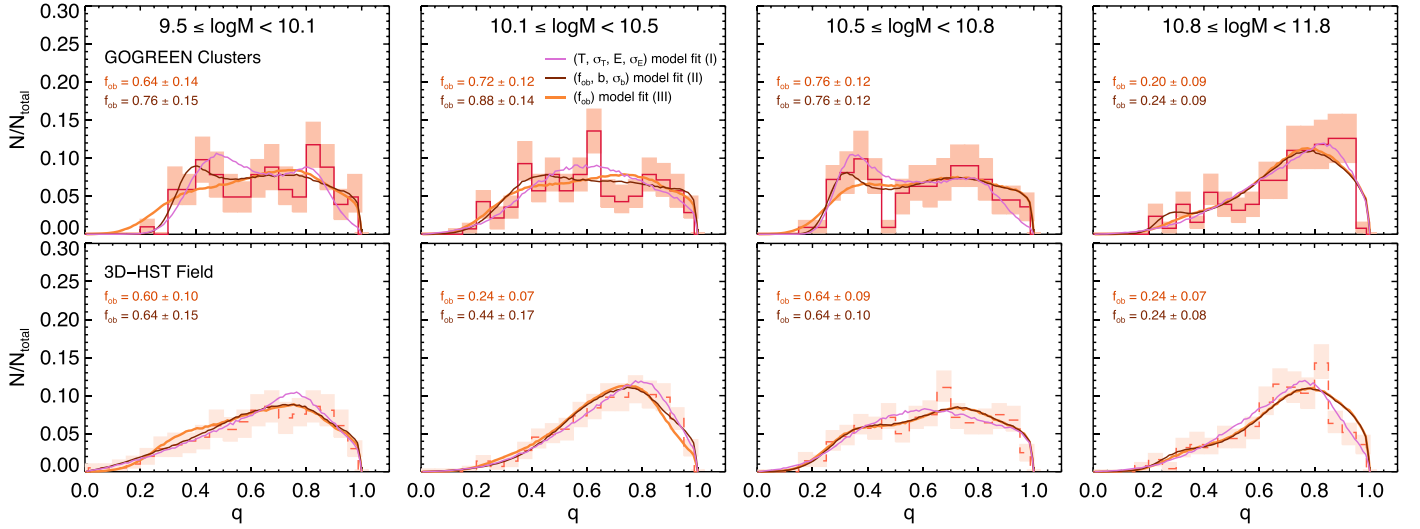 9.5 ≤ logM < 10.1
10.1 ≤ logM < 10.5
10.5 ≤ logM < 10.8
10.8 ≤ logM < 11.8
GOGREEN Clusters
f_ob = 0.64 ± 0.14
f_ob = 0.76 ± 0.15
(T, σ_T, E, σ_E) model fit (I)
(f_ob, b, σ_b) model fit (II)
(f_ob) model fit (III)
f_ob = 0.72 ± 0.12
f_ob = 0.88 ± 0.14
f_ob = 0.76 ± 0.12
f_ob = 0.76 ± 0.12
f_ob = 0.20 ± 0.09
f_ob = 0.24 ± 0.09
N/N_total
0.30
0.25
0.20
0.15
0.10
0.05
0.00
3D−HST Field
f_ob = 0.60 ± 0.10
f_ob = 0.64 ± 0.15
f_ob = 0.24 ± 0.07
f_ob = 0.44 ± 0.17
f_ob = 0.64 ± 0.09
f_ob = 0.64 ± 0.10
f_ob = 0.24 ± 0.07
f_ob = 0.24 ± 0.08
N/N_total
0.30
0.25
0.20
0.15
0.10
0.05
0.00
0.0 0.2 0.4 0.6 0.8 1.0
0.0 0.2 0.4 0.6 0.8 1.0
0.0 0.2 0.4 0.6 0.8 1.0
0.0 0.2 0.4 0.6 0.8 1.0
q
q
q
q